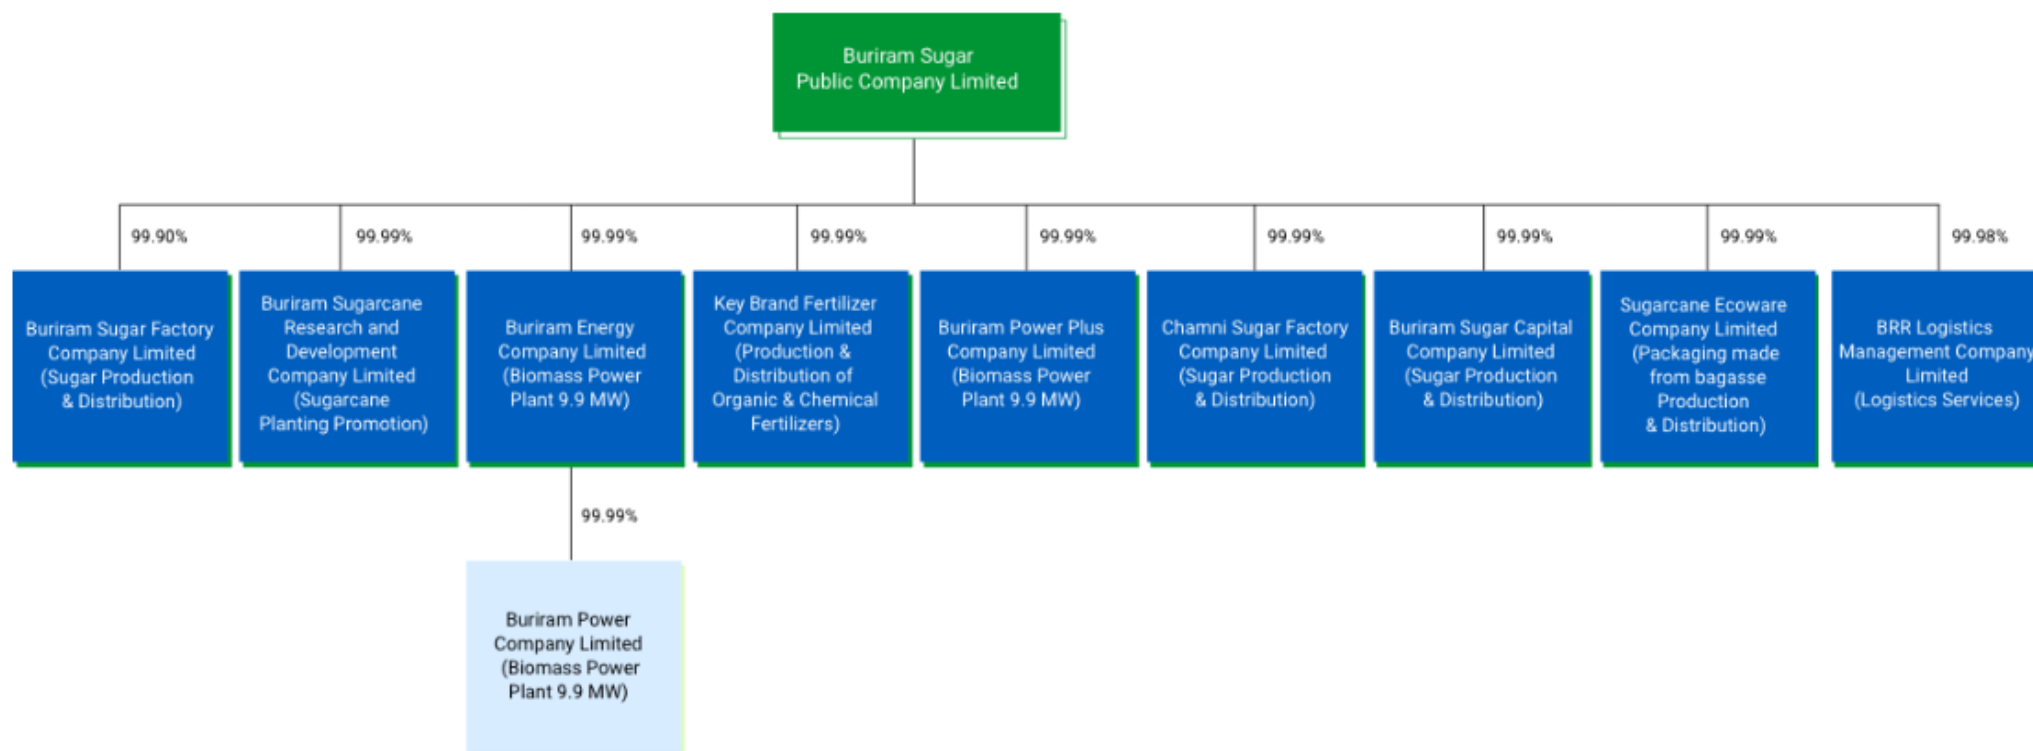 Buriram Sugar
Public Company Limited
99.90%
99.99%
99.99%
99.99%
99.99%
99.99%
99.99%
99.99%
99.98%
Buriram Sugar Factory
Company Limited
(Sugar Production
& Distribution)
Buriram Sugarcane
Research and
Development
Company Limited
(Sugarcane
Planting Promotion)
Buriram Energy
Company Limited
(Biomass Power
Plant 9.9 MW)
Key Brand Fertilizer
Company Limited
(Production &
Distribution of
Organic & Chemical
Fertilizers)
Buriram Power Plus
Company Limited
(Biomass Power
Plant 9.9 MW)
Chamni Sugar Factory
Company Limited
(Sugar Production
& Distribution)
Buriram Sugar Capital
Company Limited
(Sugar Production
& Distribution)
Sugarcane Ecoware
Company Limited
(Packaging made
from bagasse
Production
& Distribution)
BRR Logistics
Management Company
Limited
(Logistics Services)
99.99%
Buriram Power
Company Limited
(Biomass Power
Plant 9.9 MW)